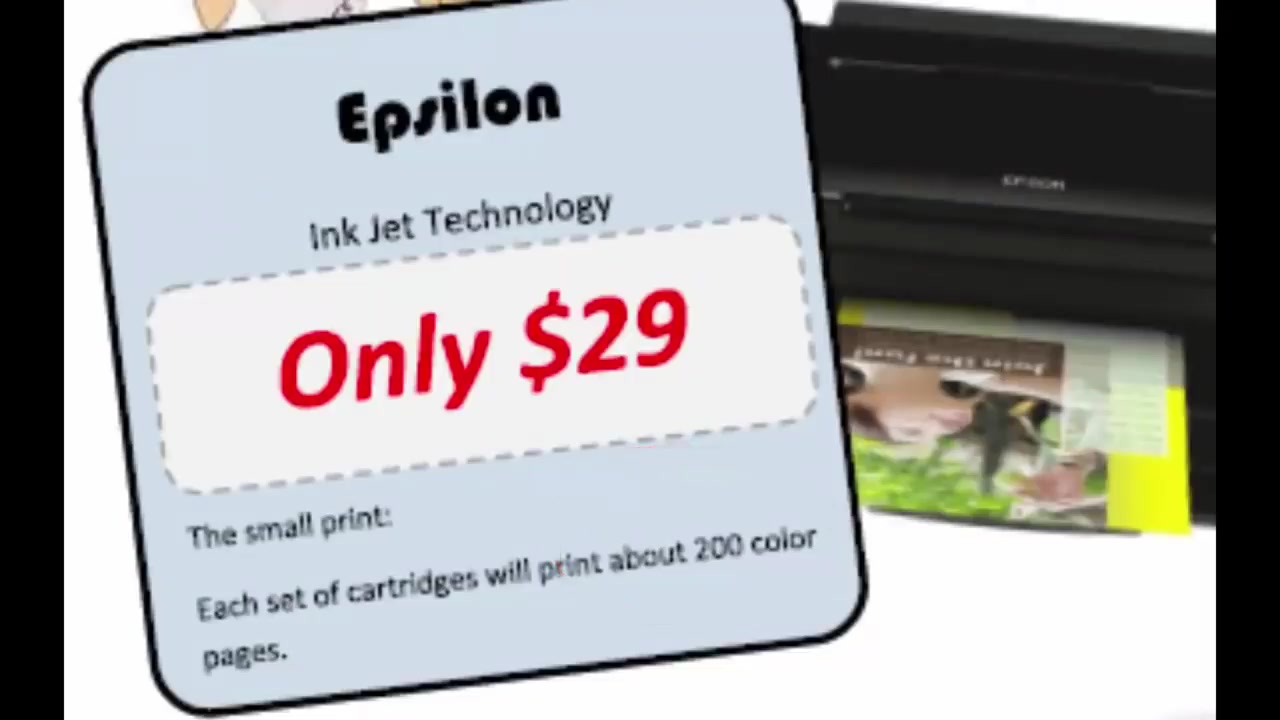 Epsilon
Ink Jet Technology
Only $29
The small print:
Each set of cartridges will print about 200 color
pages.
EPSON